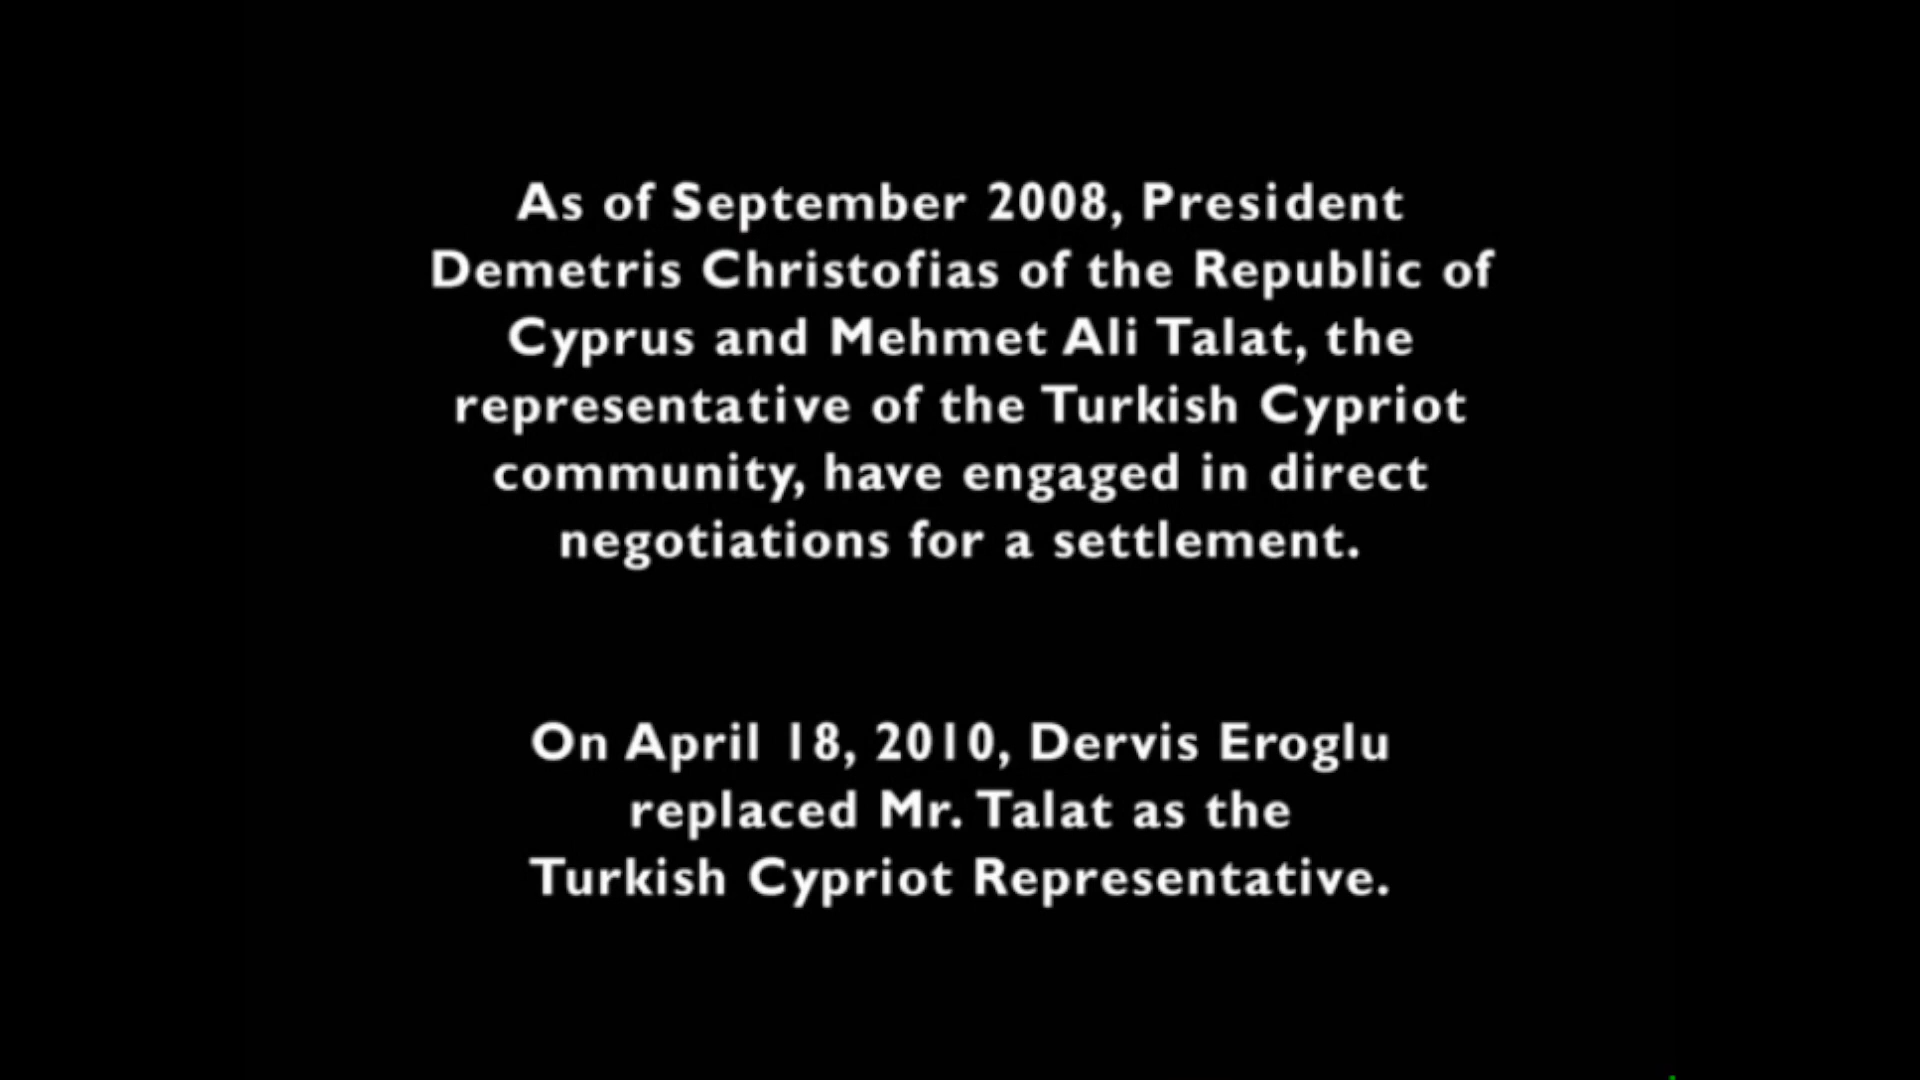 As of September 2008, President
Demetris Christofias of the Republic of
Cyprus and Mehmet Ali Talat, the
representative of the Turkish Cypriot
community, have engaged in direct
negotiations for a settlement.
On April 18, 2010, Dervis Eroglu
replaced Mr. Talat as the
Turkish Cypriot Representative.